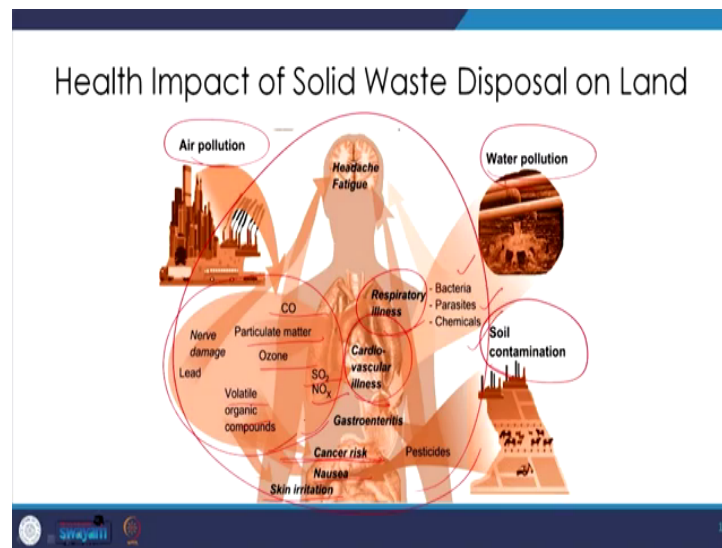 Health Impact of Solid Waste Disposal on Land
Air pollution
Water pollution
Headache
Fatigue
CO
Particulate matter
Nerve
damage
Ozone
Lead
SO2
NOX
Volatile
organic
compounds
Respiratory
illness
- Bacteria
- Parasites
- Chemicals
Cardio-
vascular
illness
Soil
contamination
Gastroenteritis
Cancer risk
Pesticides
Nausea
Skin irritation
swayam